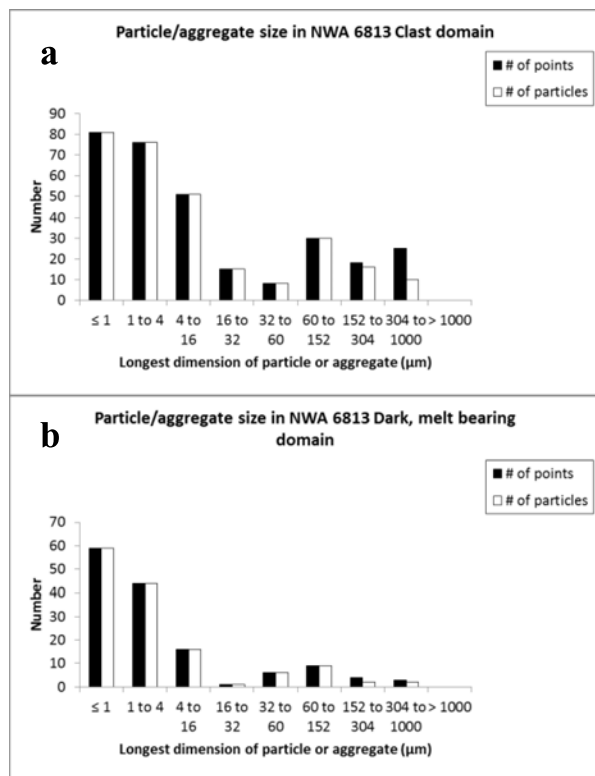 a
Particle/aggregate size in NWA 6813 Clast domain
# of points
# of particles
90
80
70
60
50
40
30
20
10
0
Number
≤ 1 1 to 4 4 to 16 to 32 to 60 to 152 to 304 to > 1000
16 32 60 152 304 1000
Longest dimension of particle or aggregate (μm)
b
Particle/aggregate size in NWA 6813 Dark, melt bearing
domain
# of points
# of particles
70
60
50
40
30
20
10
0
Number
≤ 1 1 to 4 4 to 16 to 32 to 60 to 152 to 304 to > 1000
16 32 60 152 304 1000
Longest dimension of particle or aggregate (μm)